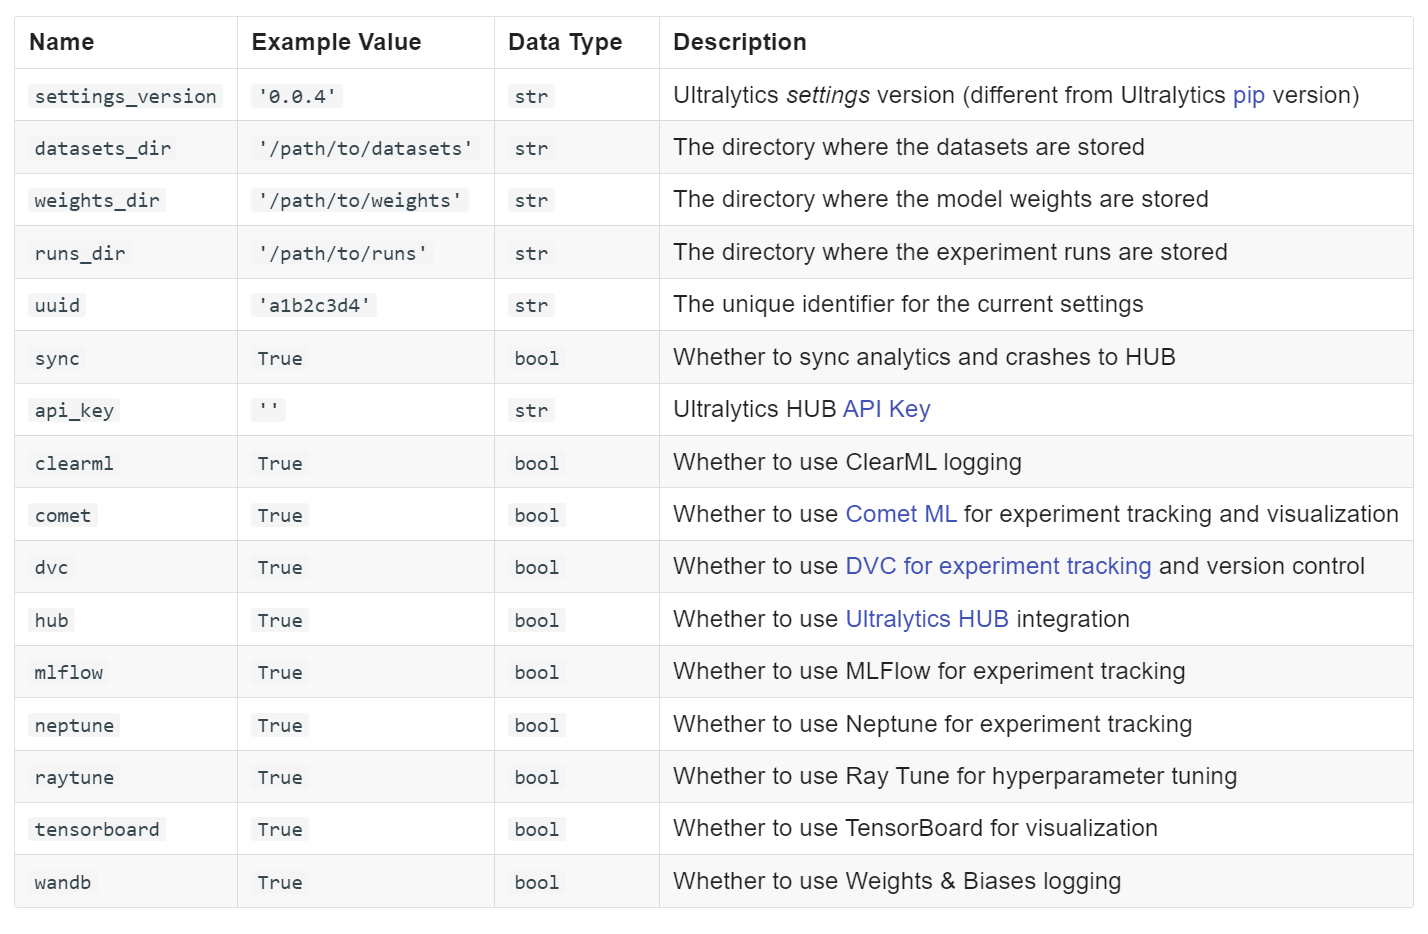 Name Example Value Data Type Description
settings_version '0.0.4' str Ultralytics settings version (different from Ultralytics pip version)
datasets_dir '/path/to/datasets' str The directory where the datasets are stored
weights_dir '/path/to/weights' str The directory where the model weights are stored
runs_dir '/path/to/runs' str The directory where the experiment runs are stored
uuid 'a1b2c3d4' str The unique identifier for the current settings
sync True bool Whether to sync analytics and crashes to HUB
api_key '' str Ultralytics HUB API Key
clearml True bool Whether to use ClearML logging
comet True bool Whether to use Comet ML for experiment tracking and visualization
dvc True bool Whether to use DVC for experiment tracking and version control
hub True bool Whether to use Ultralytics HUB integration
mlflow True bool Whether to use MLFlow for experiment tracking
neptune True bool Whether to use Neptune for experiment tracking
raytune True bool Whether to use Ray Tune for hyperparameter tuning
tensorboard True bool Whether to use TensorBoard for visualization
wandb True bool Whether to use Weights & Biases logging